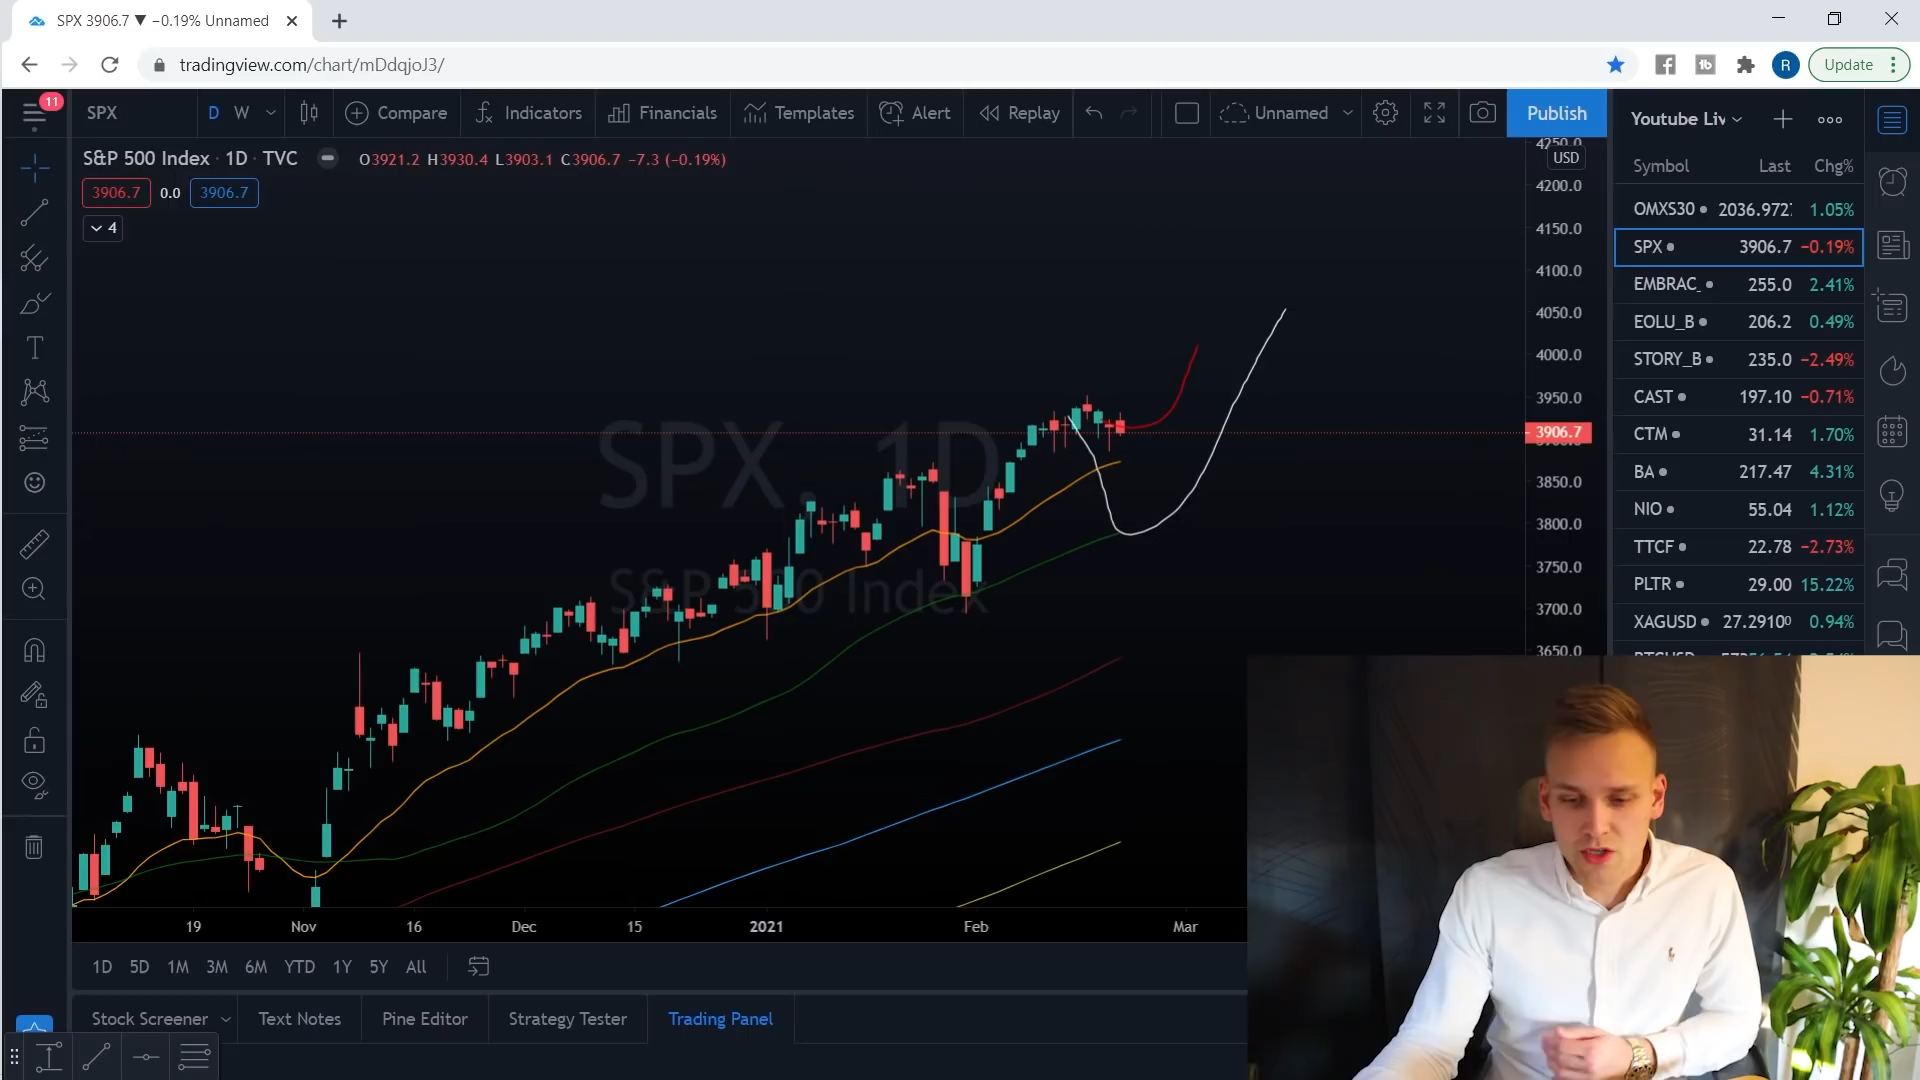 SPX 3906.7 ▼ −0.19% Unnamed
tradingview.com/chart/mDdqjoJ3/
R
Update
11
SPX
D
W
Compare
Indicators
Financials
Templates
Alert
Replay
Unnamed
Publish
S&P 500 Index · 1D · TVC
O3921.2 H3930.4 L3903.1 C3906.7 −7.3 (−0.19%)
3906.7 0.0 3906.7
4
SPX, 1D
S&P 500 Index
USD
4200.0
4150.0
4100.0
4050.0
4000.0
3950.0
3906.7
3850.0
3800.0
3750.0
3700.0
3650.0
19 Nov 16 Dec 15 2021 Feb Mar
1D 5D 1M 3M 6M YTD 1Y 5Y All
Stock Screener Text Notes Pine Editor Strategy Tester Trading Panel
Youtube Liv
Symbol Last Chg%
OMXS30 2036.972 1.05%
SPX 3906.7 −0.19%
EMBRAC_ 255.0 2.41%
EOLU_B 206.2 0.49%
STORY_B 235.0 −2.49%
CAST 197.10 −0.71%
CTM 31.14 1.70%
BA 217.47 4.31%
NIO 55.04 1.12%
TTCF 22.78 −2.73%
PLTR 29.00 15.22%
XAGUSD 27.2910⁰ 0.94%